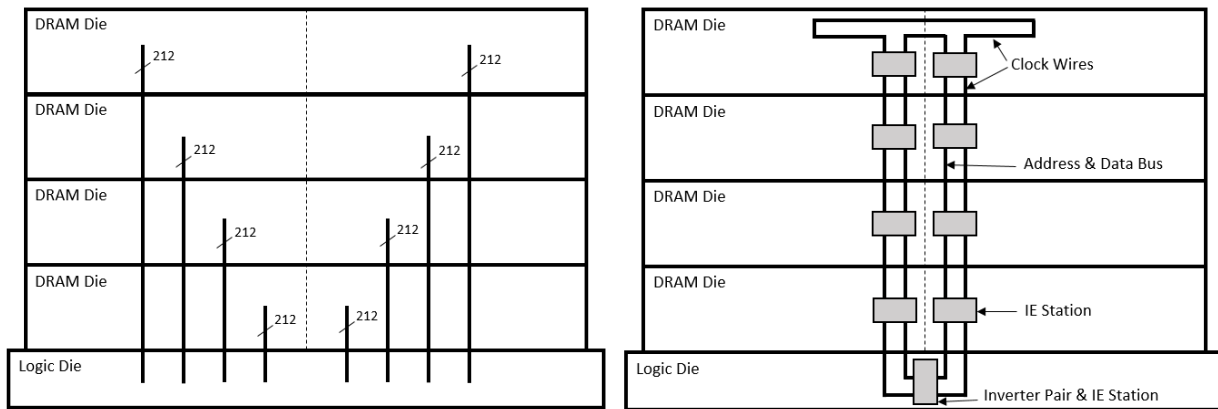 DRAM Die
212
212
DRAM Die
212
212
DRAM Die
212
212
DRAM Die
212
212
Logic Die
DRAM Die
Clock Wires
DRAM Die
Address & Data Bus
DRAM Die
DRAM Die
IE Station
Logic Die
Inverter Pair & IE Station